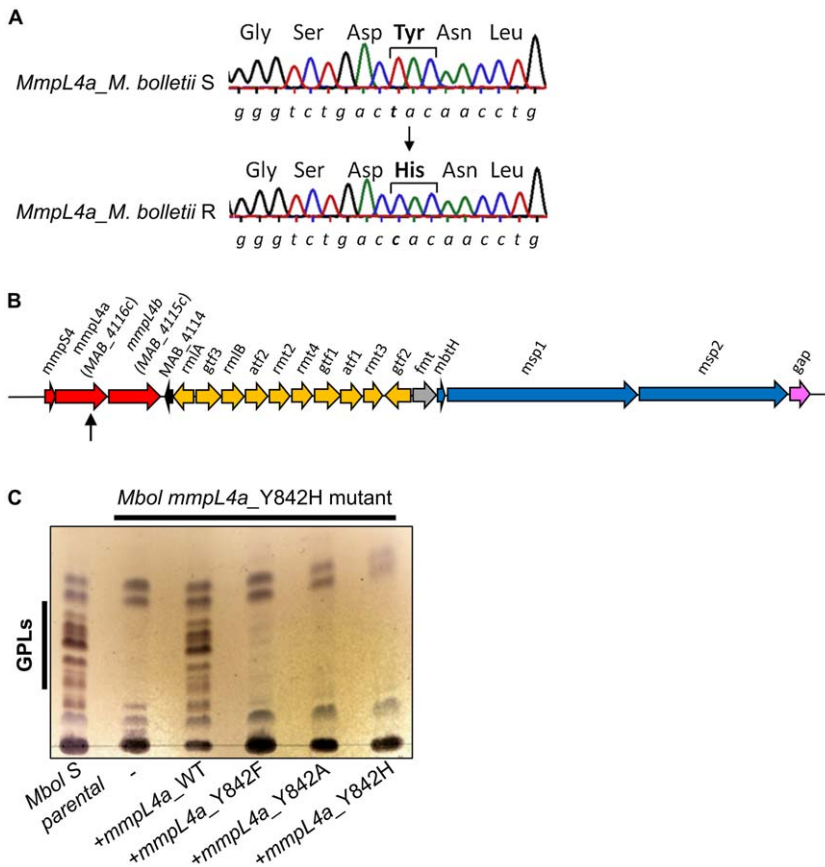 A
Gly Ser Asp Tyr Asn Leu
MmpL4a_M. bolletii S
g g g t c t g a c t a c a a c c t g
Gly Ser Asp His Asn Leu
MmpL4a_M. bolletii R
g g g t c t g a c c a c a a c c t g
B
mmpS4
mmpL4a
(MAB_4116c)
mmpL4b
(MAB_4115c)
MAB_4114
rmlA
gtf3
rmlB
atf2
rmt2
rmt4
gtf1
atf1
rmt3
gtf2
fmt
mbtH
msp1
msp2
gap
C
Mbol mmpL4a_Y842H mutant
GPLs
Mbol S
parental
-
+mmpL4a_WT
+mmpL4a_Y842F
+mmpL4a_Y842A
+mmpL4a_Y842H